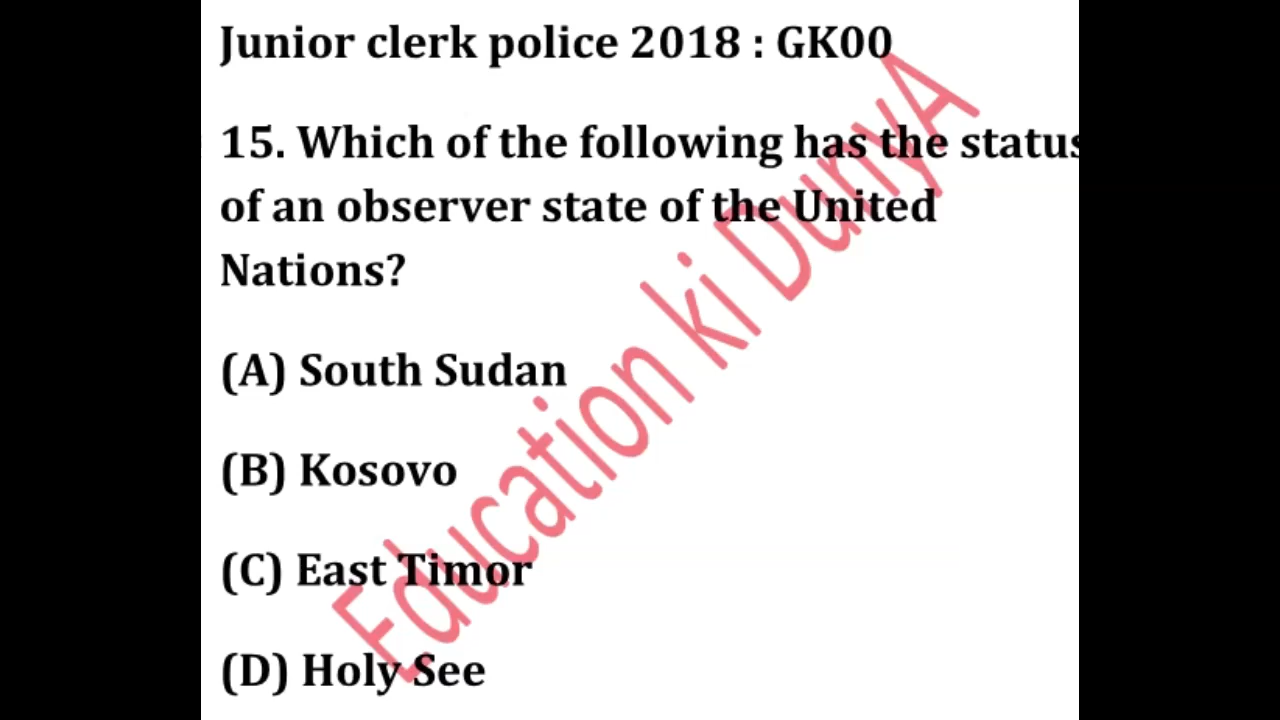 Junior clerk police 2018 : GK00
15. Which of the following has the status
of an observer state of the United
Nations?
(A) South Sudan
(B) Kosovo
(C) East Timor
(D) Holy See
Education ki DunyA